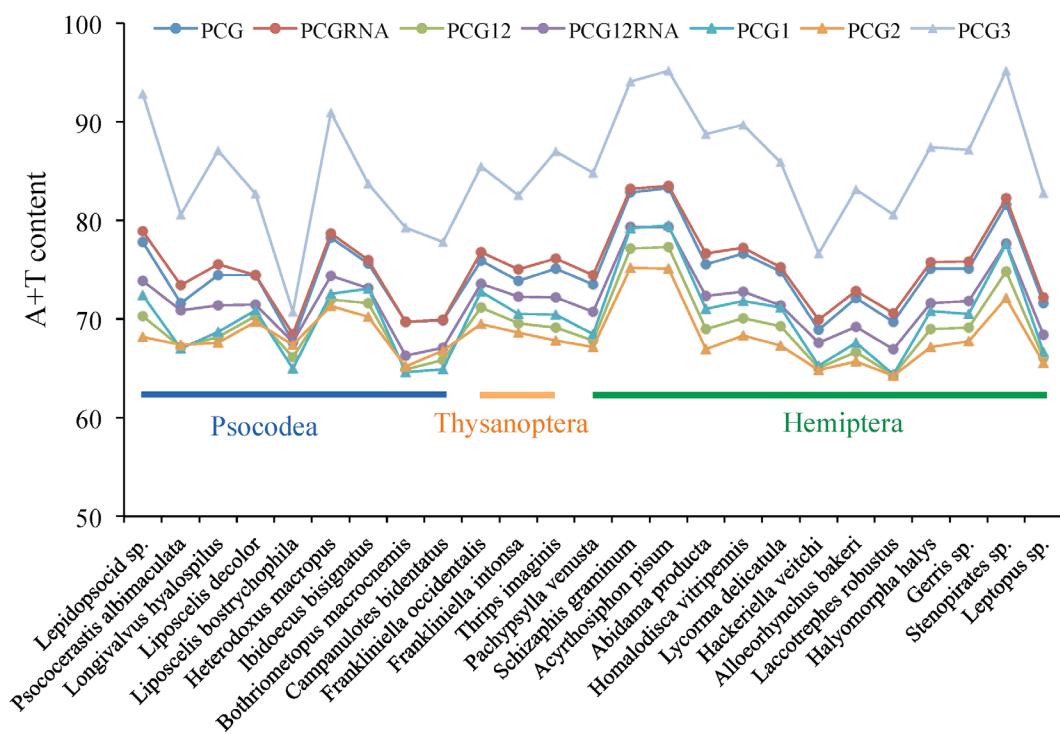 PCG PCGRNA PCG12 PCG12RNA PCG1 PCG2 PCG3
A+T content
100
90
80
70
60
50
Psocodea Thysanoptera Hemiptera
Lepidopsocid sp.
Psococerastis albimaculata
Longivalvus hyalospilus
Liposcelis decolor
Liposcelis bostrychophila
Heterodoxus macropus
Ibidoecus bisignatus
Bothriometopus macrocnemis
Campanulotes bidentatus
Frankliniella occidentalis
Frankliniella intonsa
Thrips imaginis
Pachypsylla venusta
Schizaphis graminum
Acyrthosiphon pisum
Abidama producta
Homalodisca vitripennis
Lycorma delicatula
Hackeriella veitchi
Alloeorhynchus bakeri
Laccotrephes robustus
Halyomorpha halys
Gerris sp.
Stenopirates sp.
Leptopus sp.